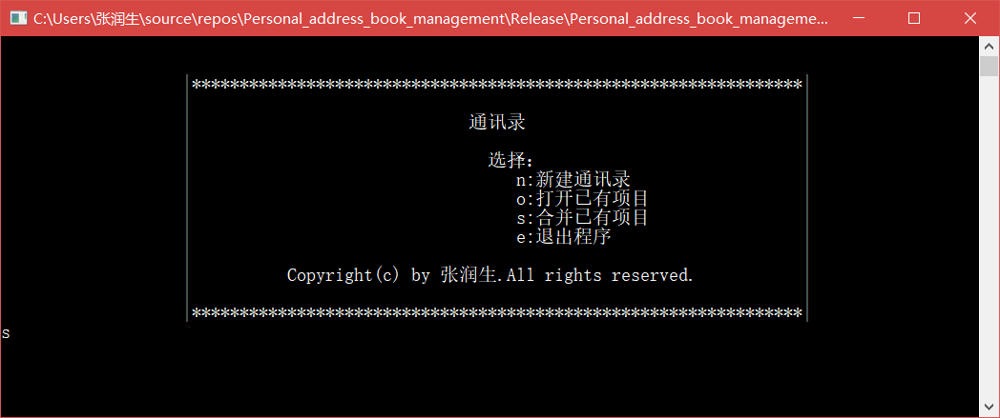 C:\Users\张润生\source\repos\Personal_address_book_management\Release\Personal_address_book_manageme...
****************************************************************
通讯录
选择:
n:新建通讯录
o:打开已有项目
s:合并已有项目
e:退出程序
Copyright(c) by 张润生.All rights reserved.
****************************************************************
s